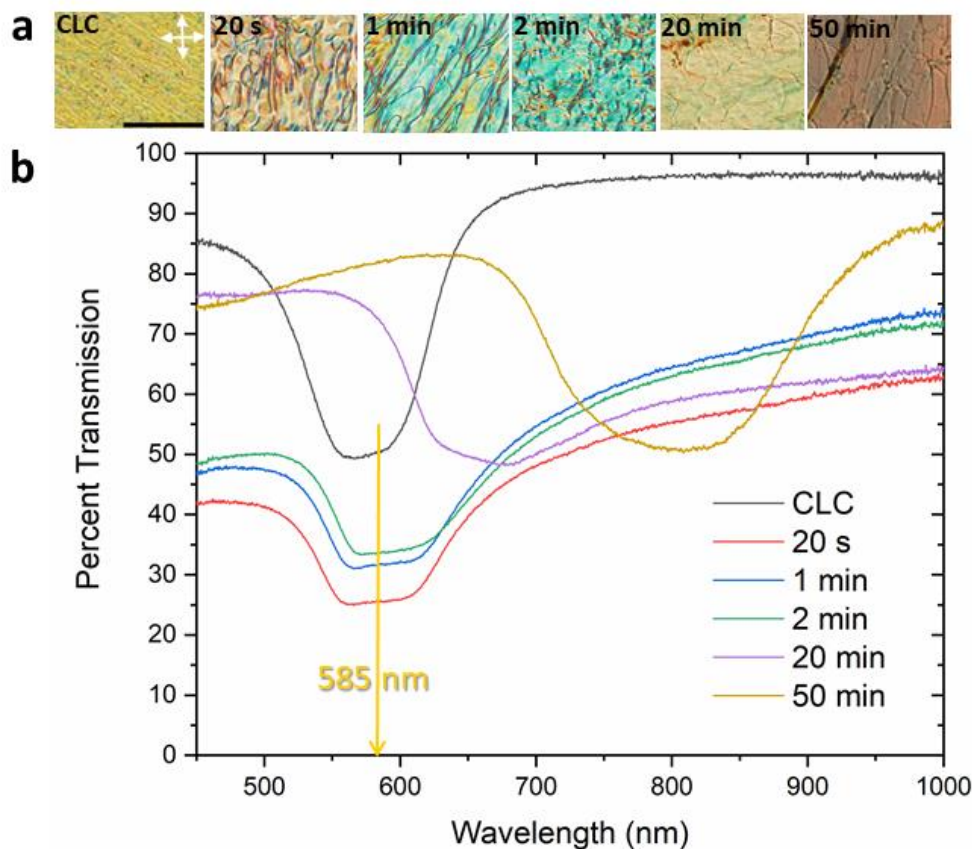 a
CLC 20 s 1 min 2 min 20 min 50 min
b
100
90
80
70
60
50
40
30
20
10
0
Percent Transmission
585 nm
CLC
20 s
1 min
2 min
20 min
50 min
500 600 700 800 900 1000
Wavelength (nm)